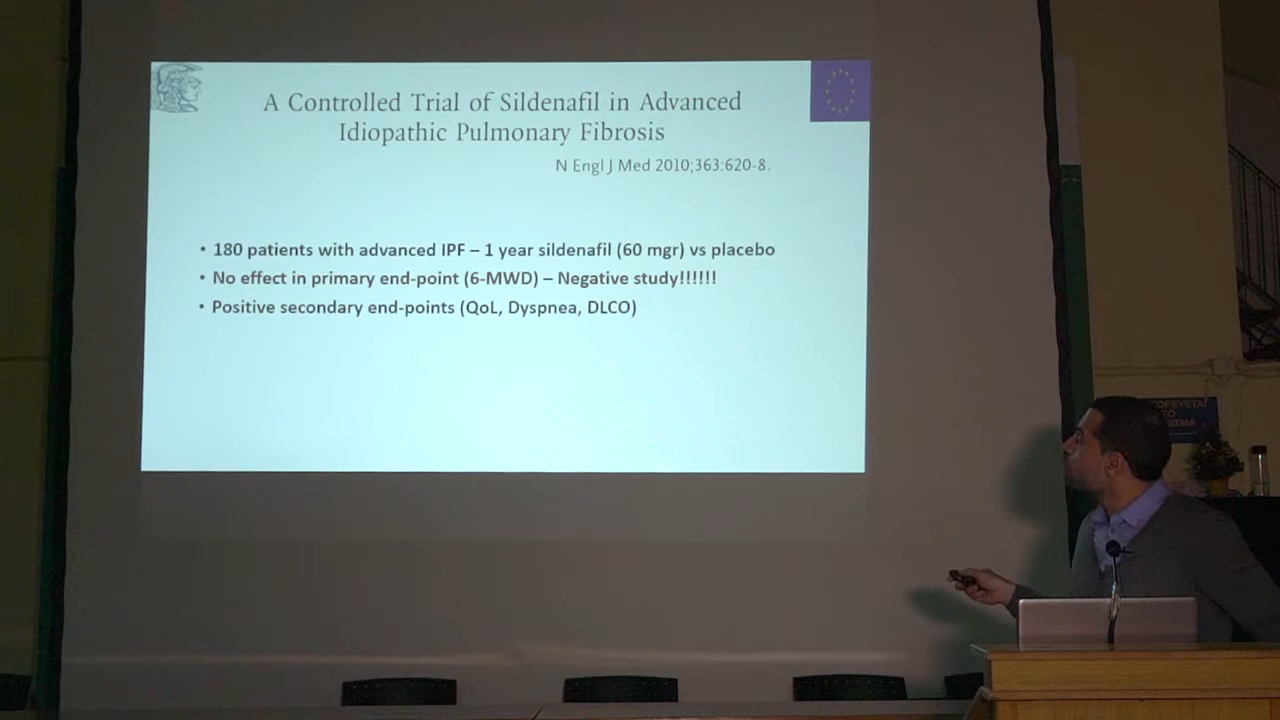 A Controlled Trial of Sildenafil in Advanced
Idiopathic Pulmonary Fibrosis
N Engl J Med 2010;363:620-8.
• 180 patients with advanced IPF – 1 year sildenafil (60 mgr) vs placebo
• No effect in primary end-point (6-MWD) – Negative study!!!!!!
• Positive secondary end-points (QoL, Dyspnea, DLCO)